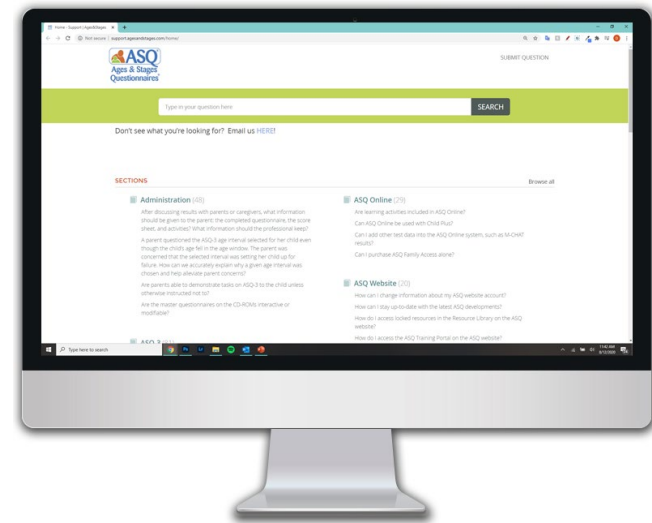 Home - Support | Ages&Stages
Not secure | support.agesandstages.com/home/
ASQ
Ages & Stages
Questionnaires
SUBMIT QUESTION
Type in your question here
SEARCH
Don't see what you're looking for? Email us HERE!
SECTIONS
Browse all
Administration (48)
After discussing results with parents or caregivers, what information
should be given to the parent: the completed questionnaire, the score
sheet, and activities? What information should the professional keep?
A parent questioned the ASQ-3 age interval selected for her child even
though the child's age fell in the age window. The parent was
concerned that the selected interval was setting her child up for
failure. How can we accurately explain why a given age interval was
chosen and help alleviate parent concerns?
Are parents able to demonstrate tasks on ASQ-3 to the child unless
otherwise instructed not to?
Are the master questionnaires on the CD-ROMs interactive or
modifiable?
ASQ-3
ASQ Online (29)
Are learning activities included in ASQ Online?
Can ASQ Online be used with Child Plus?
Can I add other test data into the ASQ Online system, such as M-CHAT
results?
Can I purchase ASQ Family Access alone?
ASQ Website (20)
How can I change information about my ASQ website account?
How can I stay up-to-date with the latest ASQ developments?
How do I access locked resources in the Resource Library on the ASQ
website?
How do I access the ASQ Training Portal on the ASQ website?
Type here to search
11:42 AM